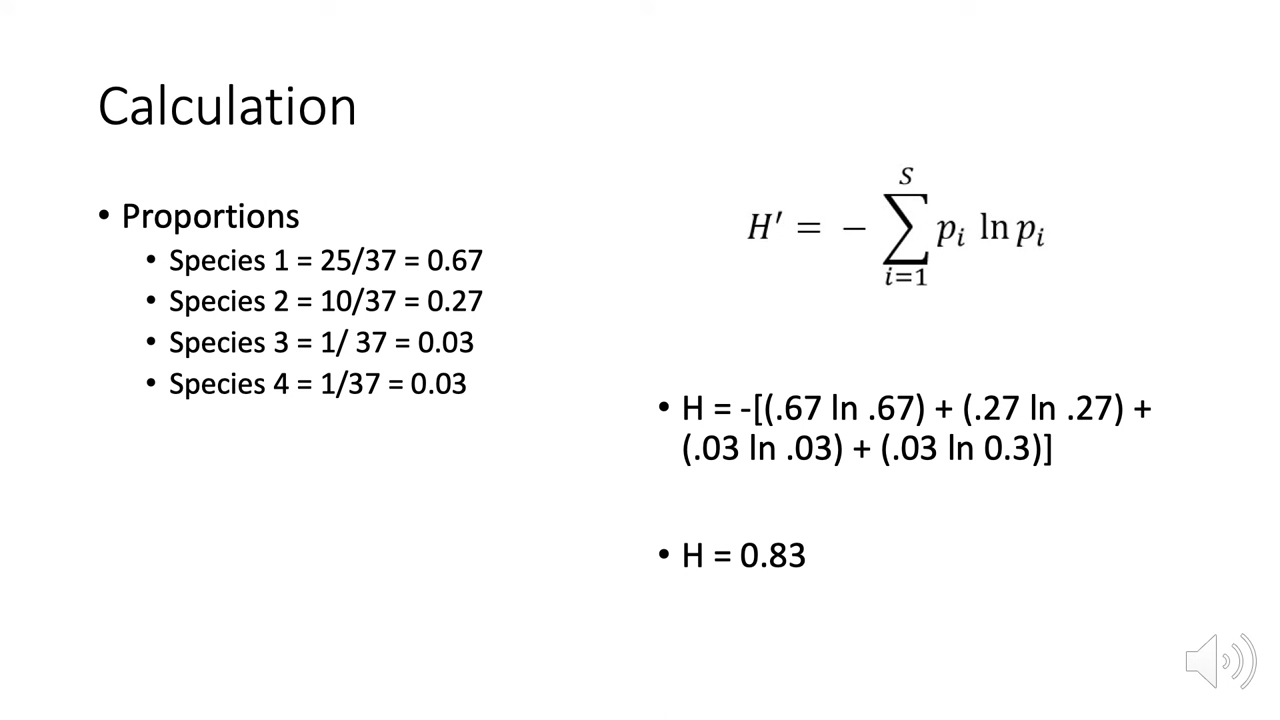 Calculation
• Proportions
• Species 1 = 25/37 = 0.67
• Species 2 = 10/37 = 0.27
• Species 3 = 1/ 37 = 0.03
• Species 4 = 1/37 = 0.03
S
H′ = − ∑ pᵢ ln pᵢ
i=1
• H = -[(.67 ln .67) + (.27 ln .27) +
(.03 ln .03) + (.03 ln 0.3)]
• H = 0.83